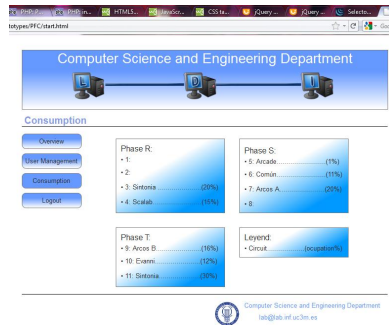 PHP: P...
PHP: in...
HTML5...
JavaScr...
CSS ta...
jQuery ...
jQuery ...
Selecto...
totypes/PFC/start.html
Computer Science and Engineering Department
L D I
Consumption
Overview
User Management
Consumption
Logout
Phase R:
• 1:
• 2:
• 3: Sintonia..................(20%)
• 4: Scalab..................(15%)
Phase S:
• 5: Arcade..................(1%)
• 6: Común..................(11%)
• 7: Arcos A..................(20%)
• 8:
Phase T:
• 9: Arcos B..................(16%)
• 10: Evanni..................(12%)
• 11: Sintonia..................(30%)
Leyend:
• Circuit..................(ocupation%)
Computer Science and Engineering Department
lab@lab.inf.uc3m.es